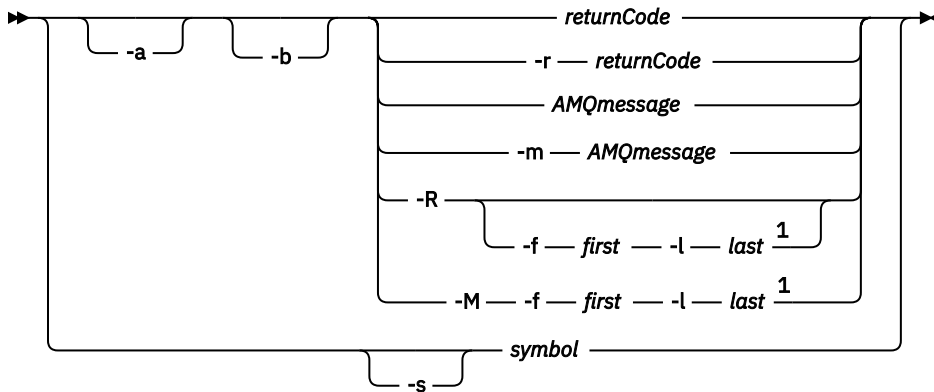 returnCode
-a
-b
-r returnCode
AMQmessage
-m AMQmessage
-R
-f first -l last 1
-M -f first -l last 1
symbol
-s